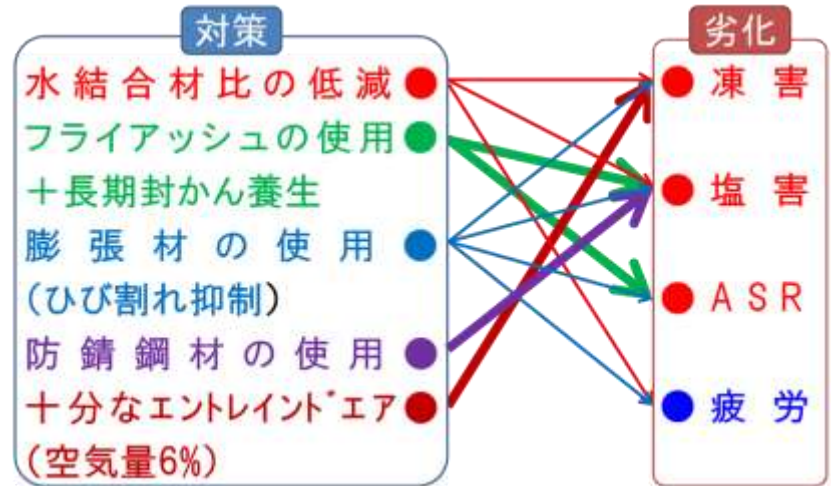 対策
水結合材比の低減
フライアッシュの使用
＋長期封かん養生
膨張材の使用
(ひび割れ抑制)
防錆鋼材の使用
十分なエントレインドエア
(空気量6%)
劣化
凍害
塩害
ASR
疲労